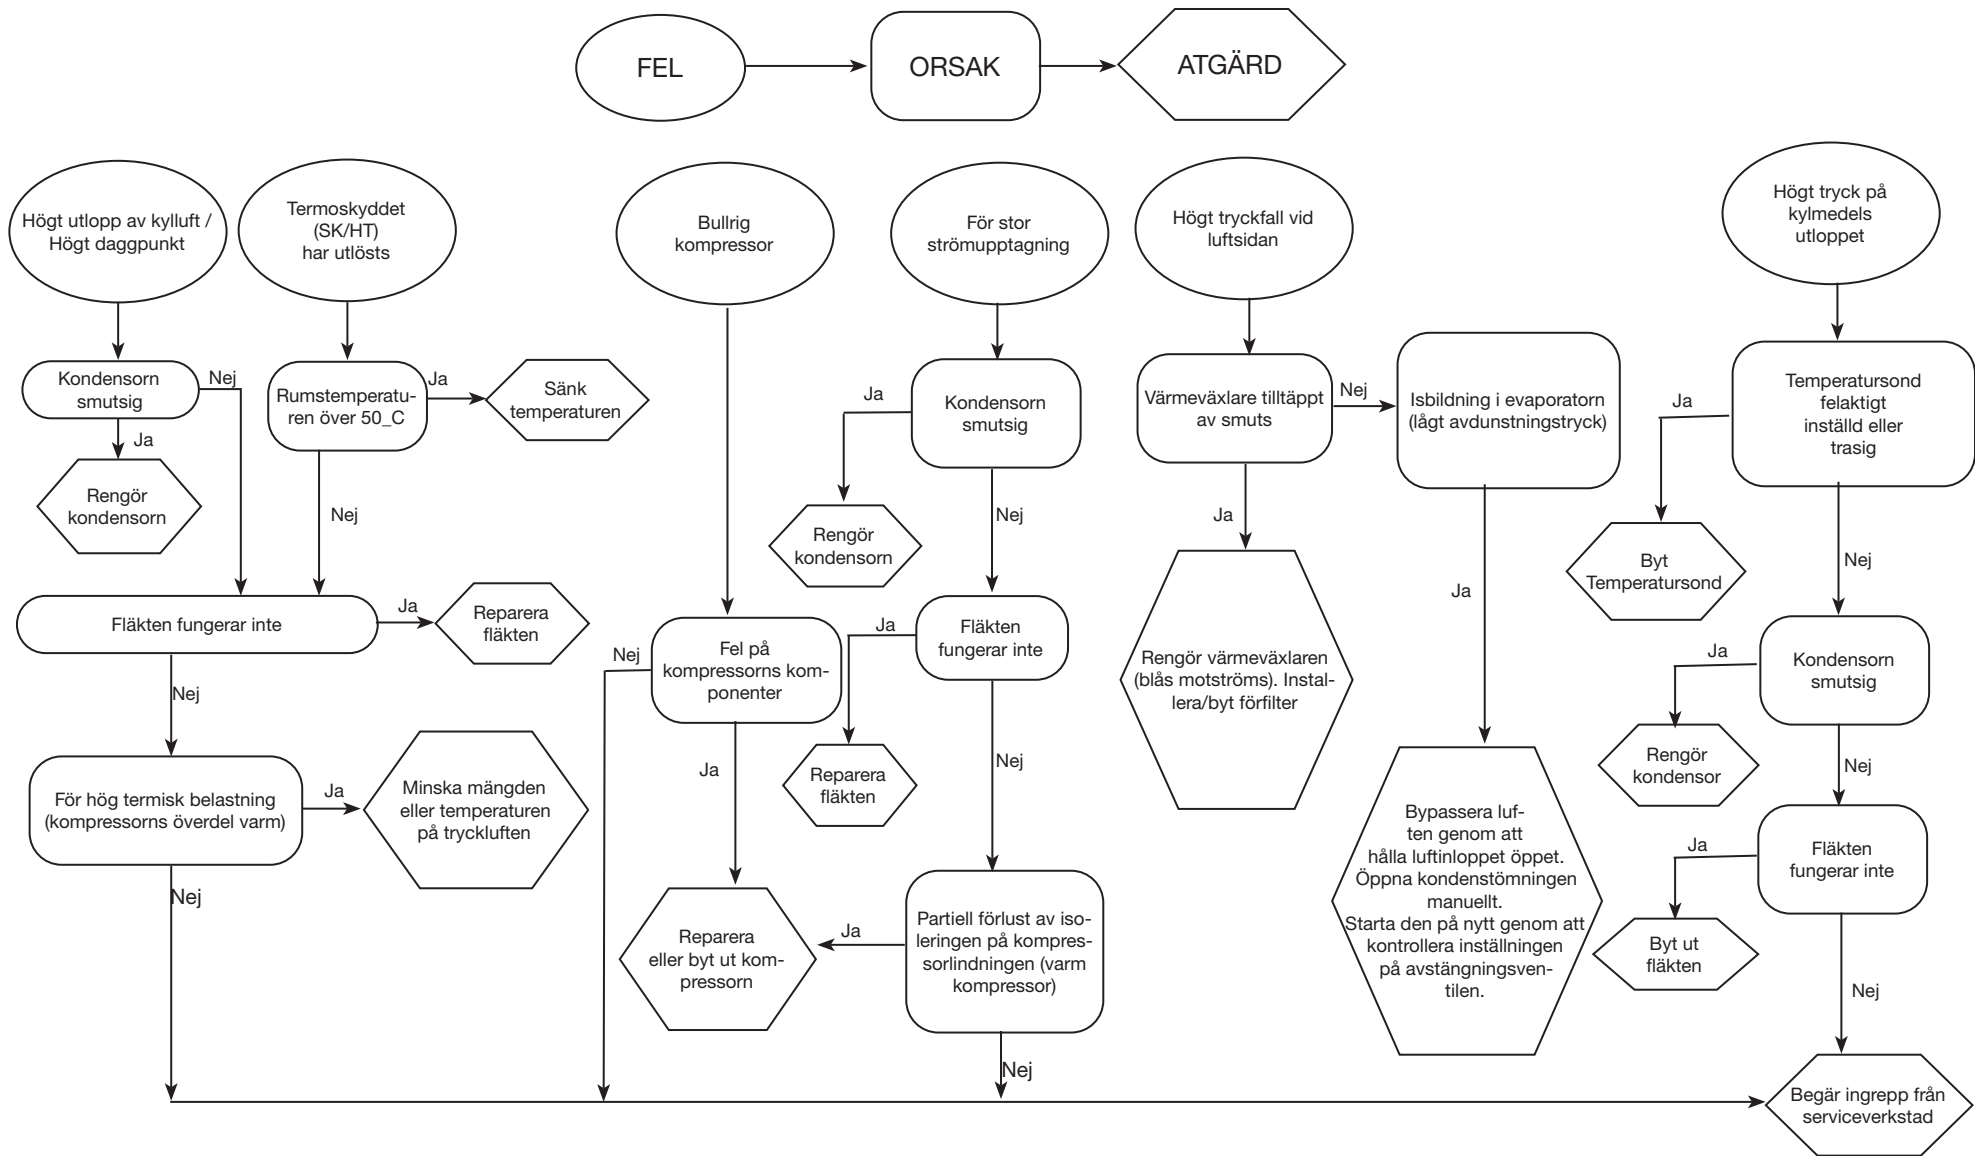 FEL
ORSAK
ATGÄRD
Högt utlopp av kylluft /
Högt daggpunkt
Termoskyddet
(SK/HT)
har utlösts
Bullrig
kompressor
För stor
strömupptagning
Högt tryckfall vid
luftsidan
Högt tryck på
kylmedels
utloppet
Kondensorn
smutsig
Nej
Ja
Rengör
kondensorn
Rumstemperatu-
ren över 50_C
Ja
Sänk
temperaturen
Nej
Fläkten fungerar inte
Ja
Reparera
fläkten
Nej
För hög termisk belastning
(kompressorns överdel varm)
Ja
Minska mängden
eller temperaturen
på tryckluften
Nej
Fel på
kompressorns kom-
ponenter
Nej
Ja
Reparera
eller byt ut kom-
pressorn
Kondensorn
smutsig
Ja
Rengör
kondensorn
Nej
Fläkten
fungerar inte
Ja
Reparera
fläkten
Nej
Partiell förlust av iso-
leringen på kompres-
sorlindningen (varm
kompressor)
Ja
Nej
Värmeväxlare tilltäppt
av smuts
Nej
Ja
Rengör värmeväxlaren
(blås motströms). Instal-
lera/byt förfilter
Isbildning i evaporatorn
(lågt avdunstningstryck)
Ja
Bypassera luf-
ten genom att
hålla luftinloppet öppet.
Öppna kondenstömningen
manuellt.
Starta den på nytt genom att
kontrollera inställningen
på avstängningsven-
tilen.
Temperatursond
felaktigt
inställd eller
trasig
Ja
Byt
Temperatursond
Nej
Kondensorn
smutsig
Ja
Rengör
kondensor
Nej
Fläkten
fungerar inte
Ja
Byt ut
fläkten
Nej
Begär ingrepp från
serviceverkstad